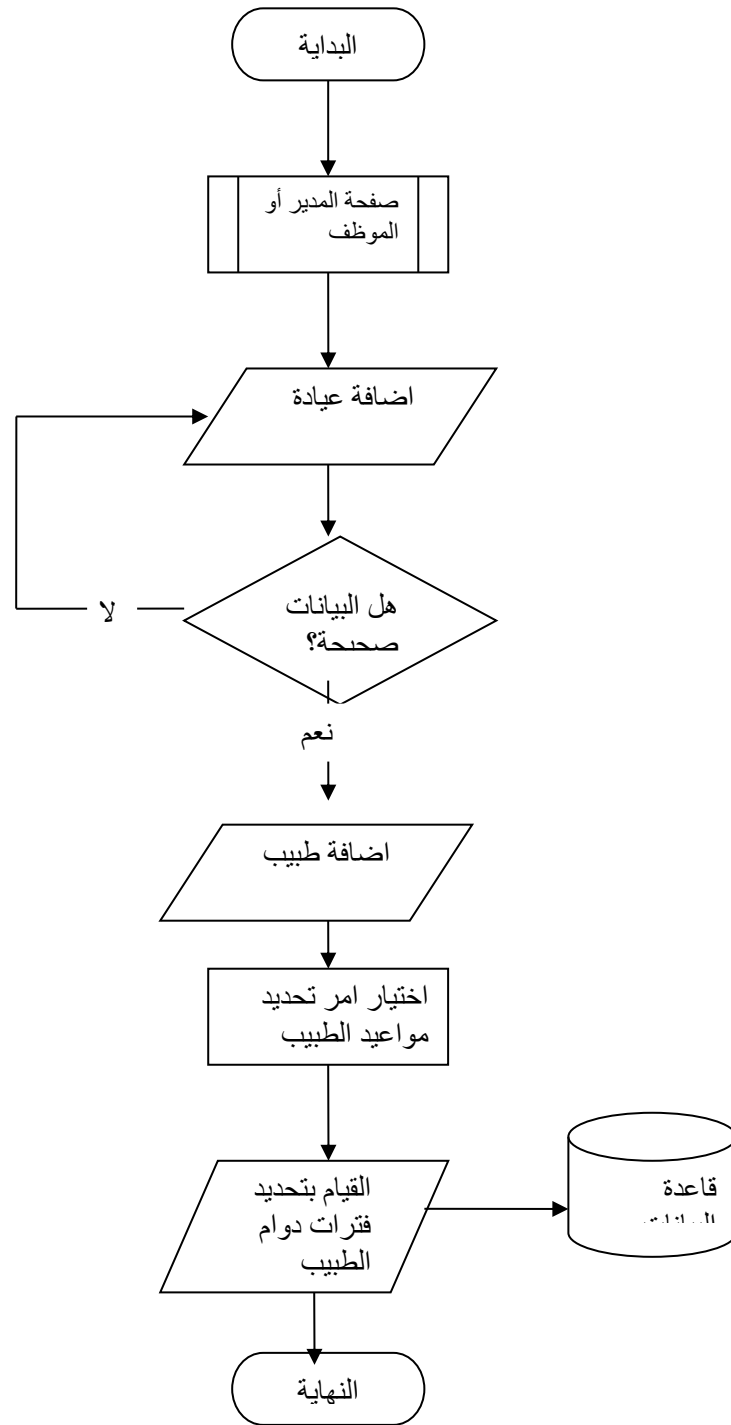 البداية
صفحة المدير أو
الموظف
اضافة عيادة
هل البيانات
صحيحة؟
لا
نعم
اضافة طبيب
اختيار امر تحديد
مواعيد الطبيب
القيام بتحديد
فترات دوام
الطبيب
قاعدة
النهاية